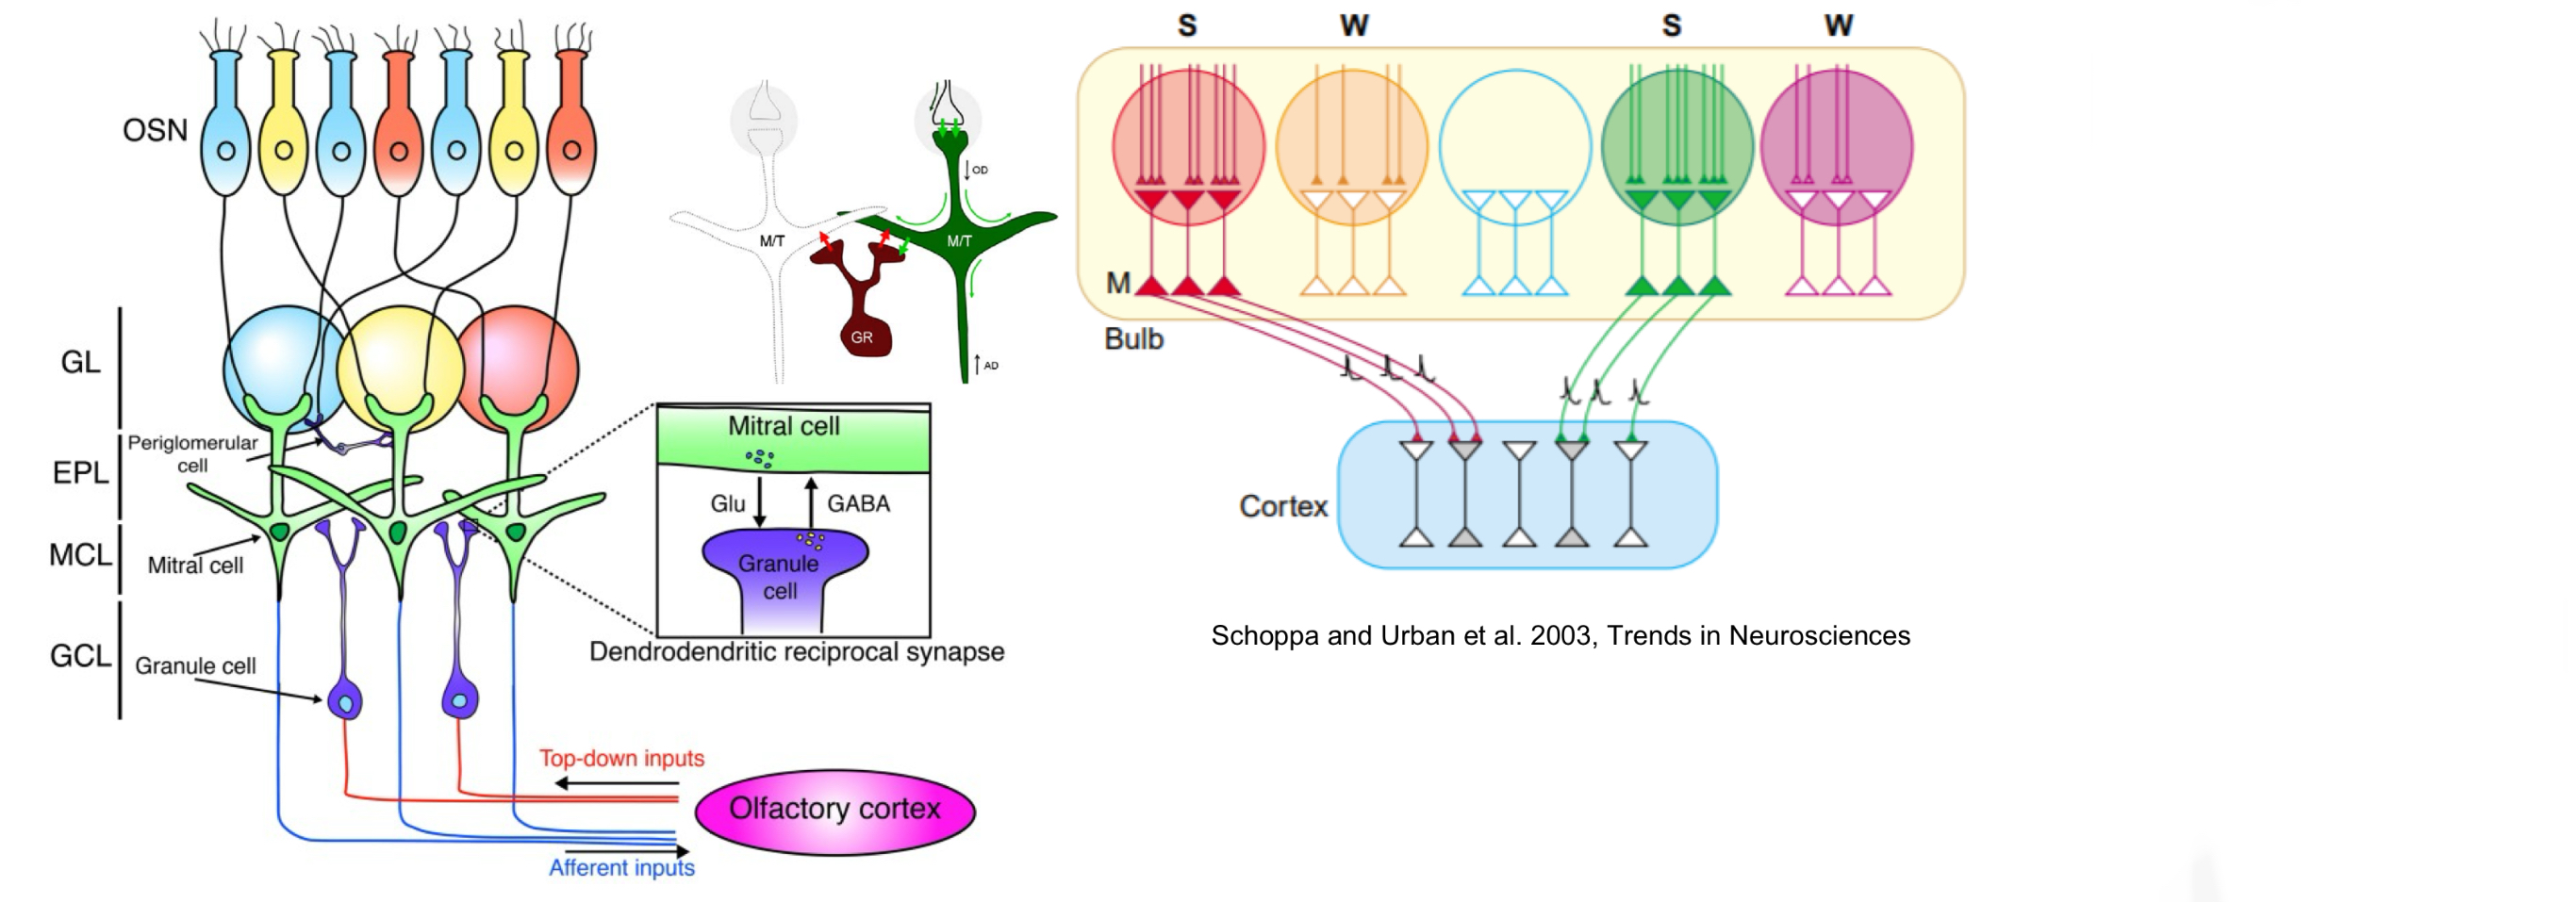 OSN
GL
Periglomerular
cell
EPL
MCL
Mitral cell
GCL
Granule cell
Top-down inputs
Olfactory cortex
Afferent inputs
M/T
OD
M/T
GR
AD
Mitral cell
Glu
GABA
Granule
cell
Dendrodendritic reciprocal synapse
S W S W
M
Bulb
Cortex
Schoppa and Urban et al. 2003, Trends in Neurosciences